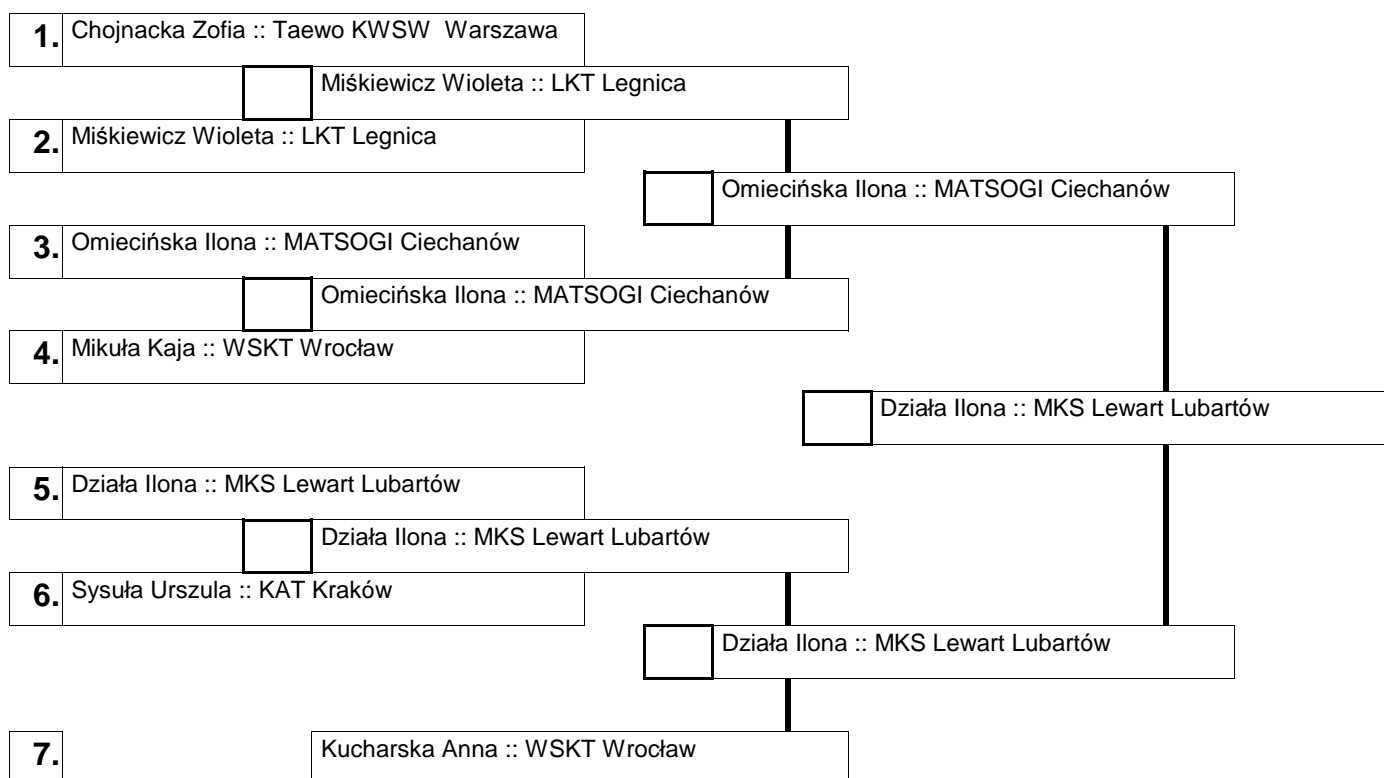 1. Chojnacka Zofia :: Taewo KWSW  Warszawa
Miśkiewicz Wioleta :: LKT Legnica
2. Miśkiewicz Wioleta :: LKT Legnica
Omiecińska Ilona :: MATSOGI Ciechanów
3. Omiecińska Ilona :: MATSOGI Ciechanów
Omiecińska Ilona :: MATSOGI Ciechanów
4. Mikuła Kaja :: WSKT Wrocław
Działa Ilona :: MKS Lewart Lubartów
5. Działa Ilona :: MKS Lewart Lubartów
Działa Ilona :: MKS Lewart Lubartów
6. Sysuła Urszula :: KAT Kraków
Działa Ilona :: MKS Lewart Lubartów
7. Kucharska Anna :: WSKT Wrocław